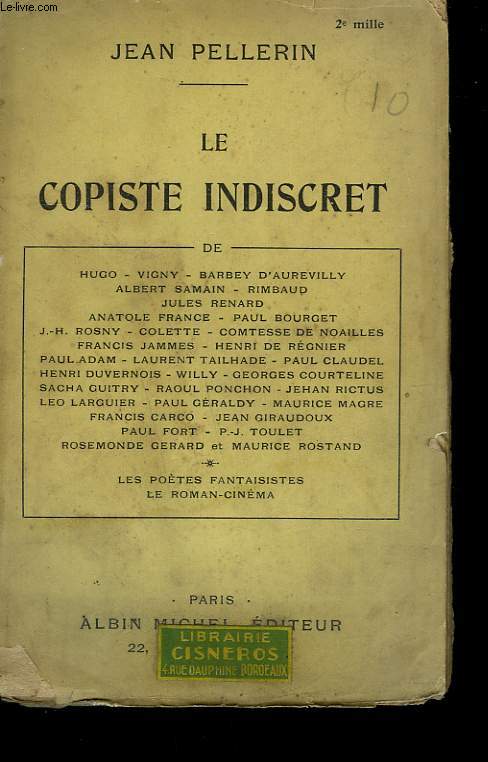 Le-livre.com
2e mille
JEAN PELLERIN
10
LE
COPISTE INDISCRET
DE
HUGO - VIGNY - BARBEY D'AUREVILLY
ALBERT SAMAIN - RIMBAUD
JULES RENARD
ANATOLE FRANCE - PAUL BOURGET
J.-H. ROSNY - COLETTE - COMTESSE DE NOAILLES
FRANCIS JAMMES - HENRI DE RÉGNIER
PAUL ADAM - LAURENT TAILHADE - PAUL CLAUDEL
HENRI DUVERNOIS - WILLY - GEORGES COURTELINE
SACHA GUITRY - RAOUL PONCHON - JEHAN RICTUS
LEO LARGUIER - PAUL GÉRALDY - MAURICE MAGRE
FRANCIS CARCO - JEAN GIRAUDOUX
PAUL FORT - P.-J. TOULET
ROSEMONDE GERARD et MAURICE ROSTAND
LES POÈTES FANTAISISTES
LE ROMAN-CINÉMA
· PARIS ·
ALBIN MICHEL, ÉDITEUR
22,
LIBRAIRIE
CISNEROS
4, RUE DAUPHINE BORDEAUX